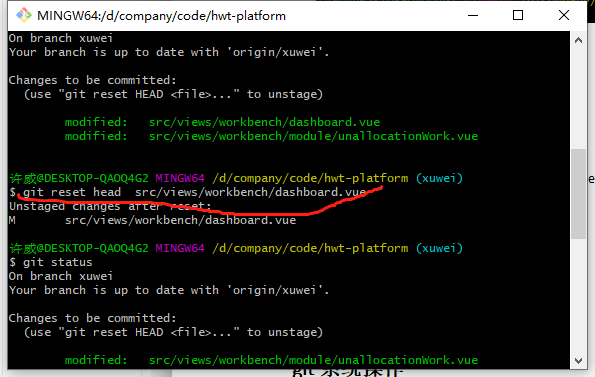 MINGW64:/d/company/code/hwt-platform
On branch xuwei
Your branch is up to date with 'origin/xuwei'.
Changes to be committed:
(use "git reset HEAD <file>..." to unstage)
modified: src/views/workbench/dashboard.vue
modified: src/views/workbench/module/unallocationWork.vue
许威@DESKTOP-QAOQ4G2 MINGW64 /d/company/code/hwt-platform (xuwei)
$ git reset head src/views/workbench/dashboard.vue
Unstaged changes after reset:
M src/views/workbench/dashboard.vue
许威@DESKTOP-QAOQ4G2 MINGW64 /d/company/code/hwt-platform (xuwei)
$ git status
On branch xuwei
Your branch is up to date with 'origin/xuwei'.
Changes to be committed:
(use "git reset HEAD <file>..." to unstage)
modified: src/views/workbench/module/unallocationWork.vue